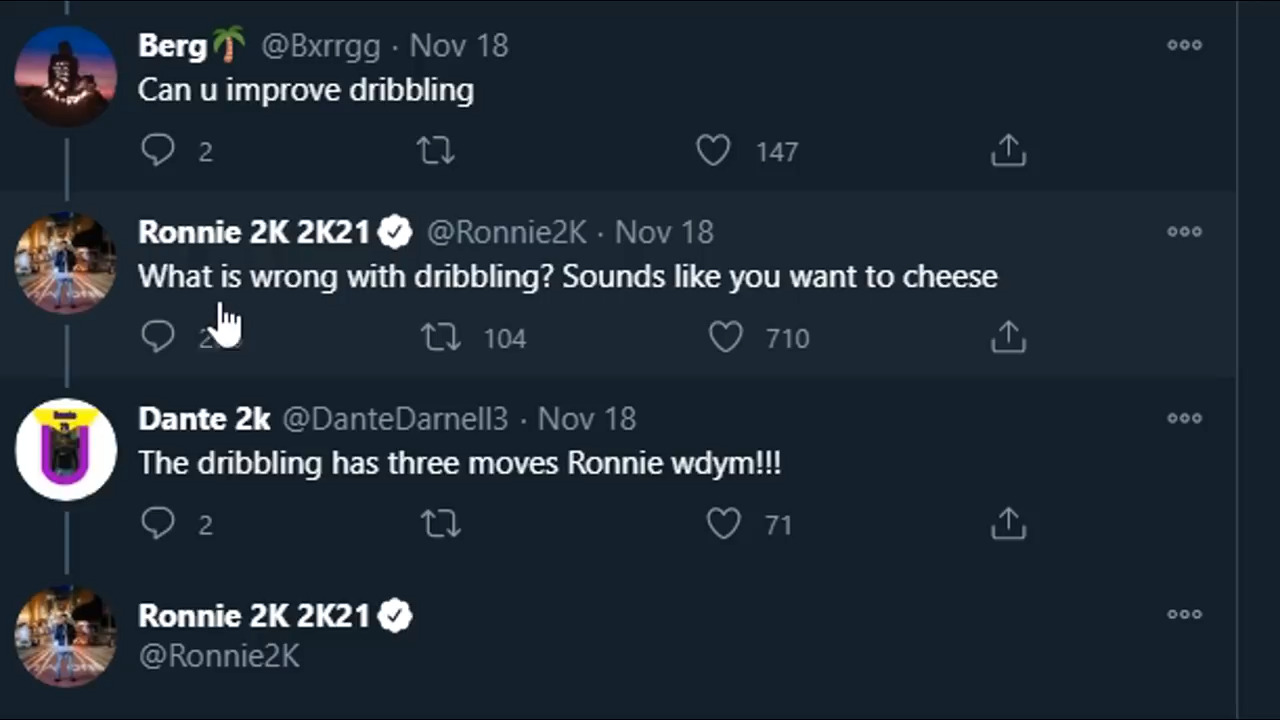 Berg🌴 @Bxrrgg · Nov 18
Can u improve dribbling
2
147
Ronnie 2K 2K21 @Ronnie2K · Nov 18
What is wrong with dribbling? Sounds like you want to cheese
104 710
Dante 2k @DanteDarnell3 · Nov 18
The dribbling has three moves Ronnie wdym!!!
2
71
Ronnie 2K 2K21
@Ronnie2K